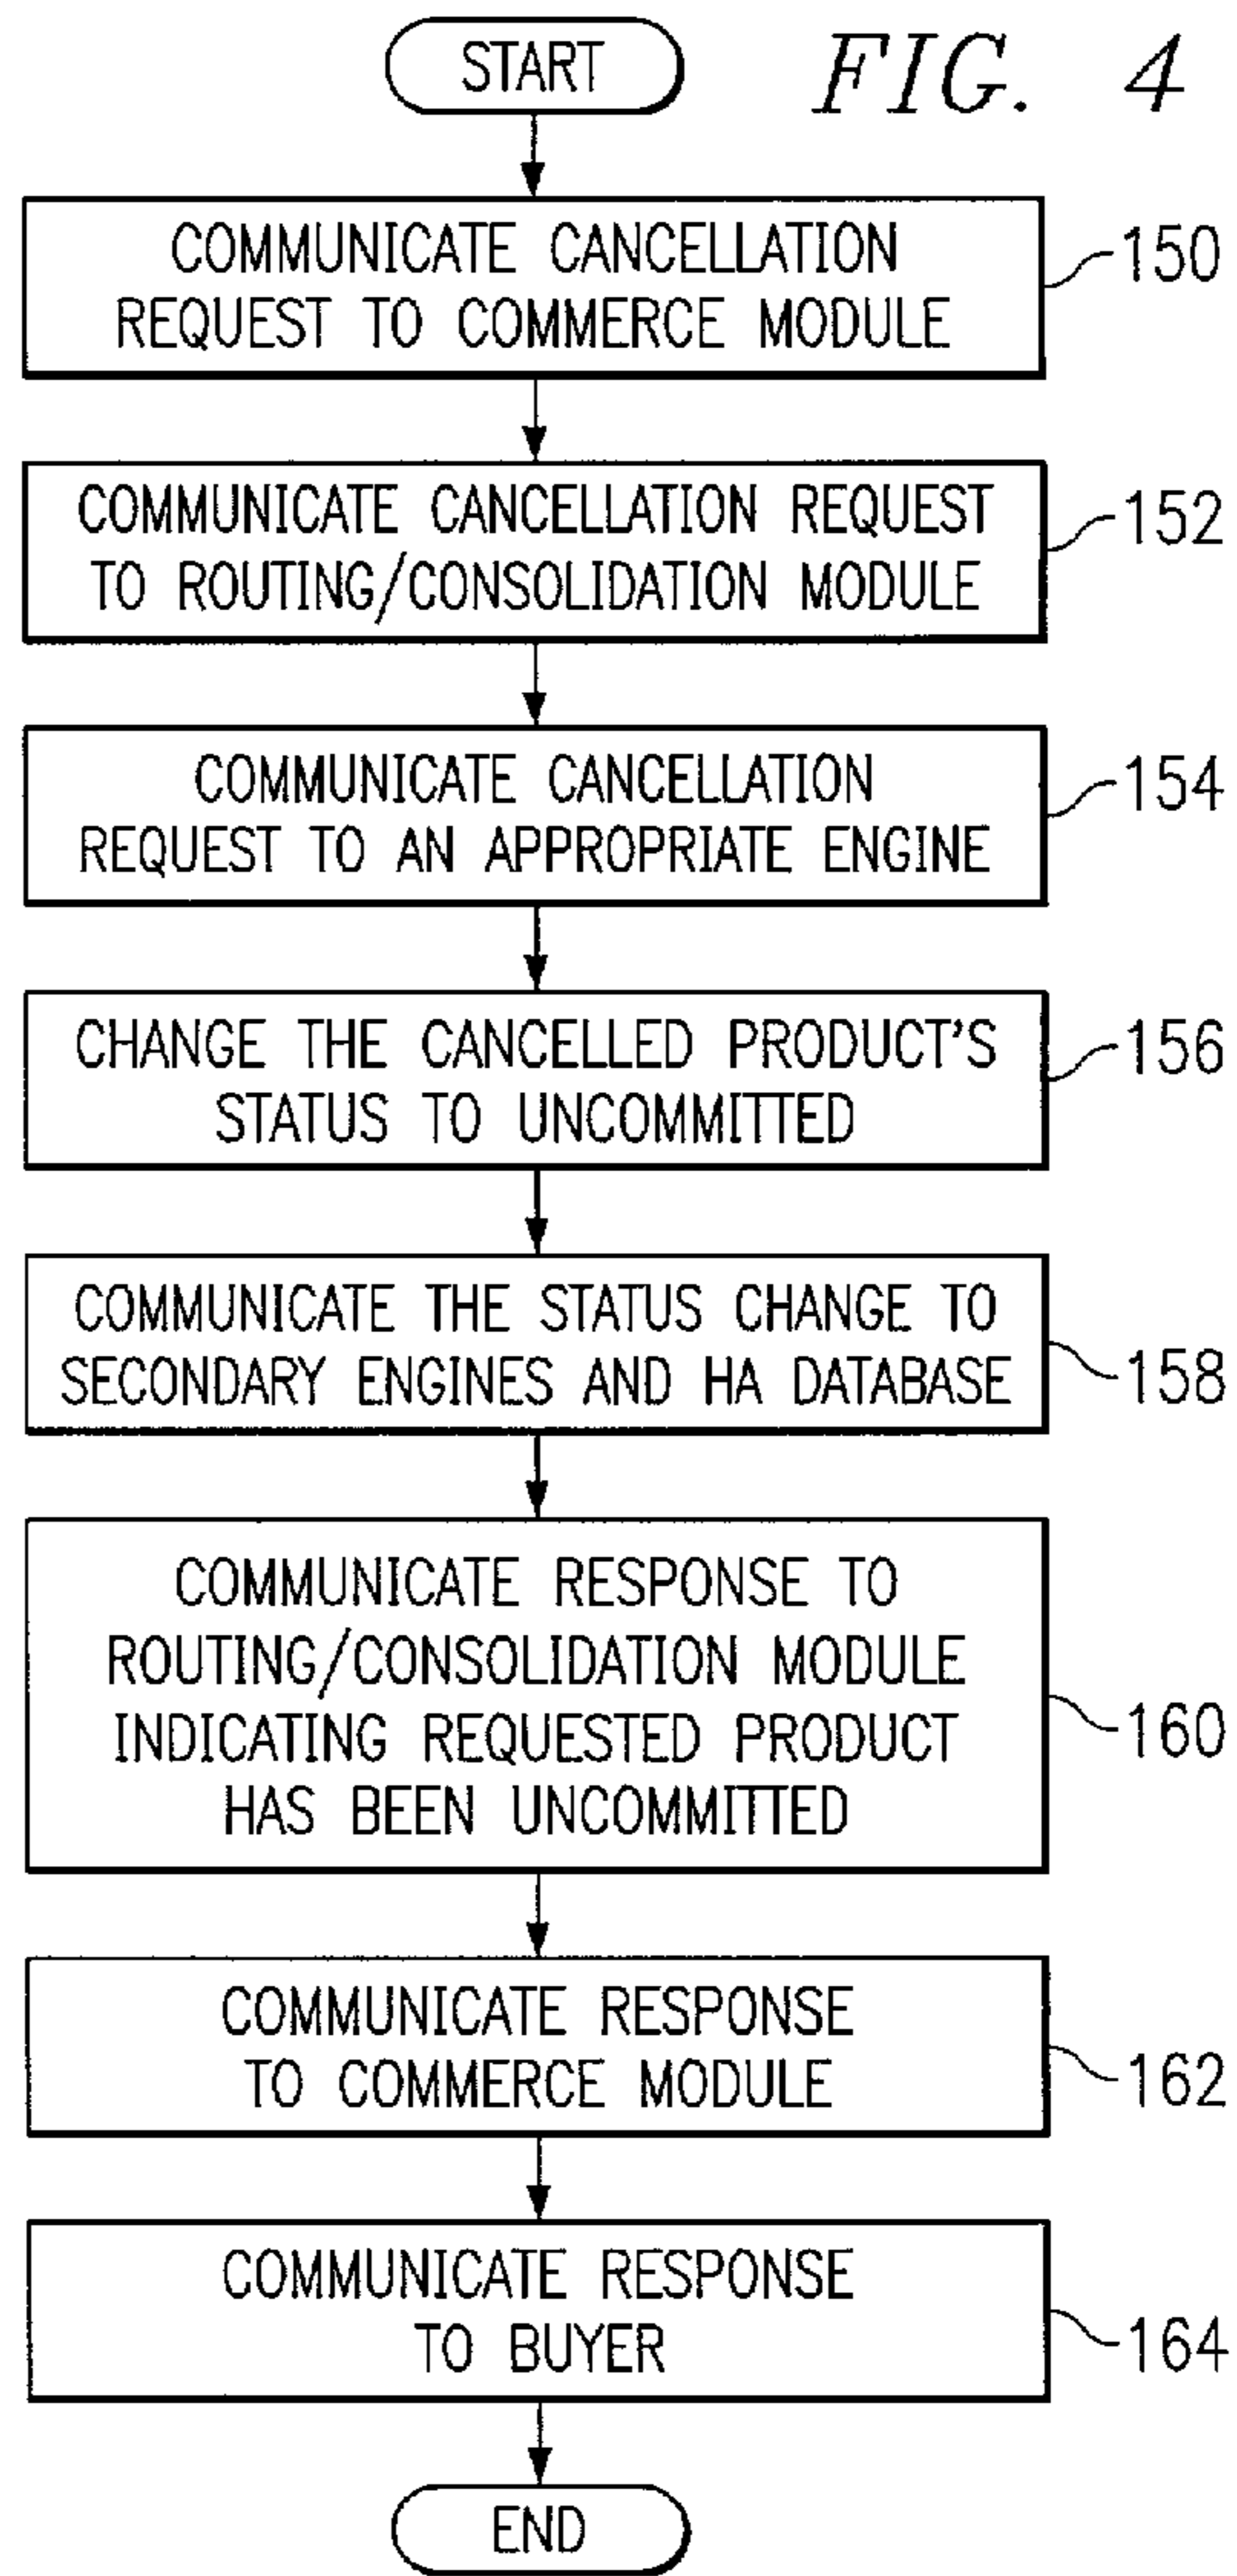 START
FIG. 4
COMMUNICATE CANCELLATION
REQUEST TO COMMERCE MODULE
150
COMMUNICATE CANCELLATION REQUEST
TO ROUTING/CONSOLIDATION MODULE
152
COMMUNICATE CANCELLATION
REQUEST TO AN APPROPRIATE ENGINE
154
CHANGE THE CANCELLED PRODUCT'S
STATUS TO UNCOMMITTED
156
COMMUNICATE THE STATUS CHANGE TO
SECONDARY ENGINES AND HA DATABASE
158
COMMUNICATE RESPONSE TO
ROUTING/CONSOLIDATION MODULE
INDICATING REQUESTED PRODUCT
HAS BEEN UNCOMMITTED
160
COMMUNICATE RESPONSE
TO COMMERCE MODULE
162
COMMUNICATE RESPONSE
TO BUYER
164
END